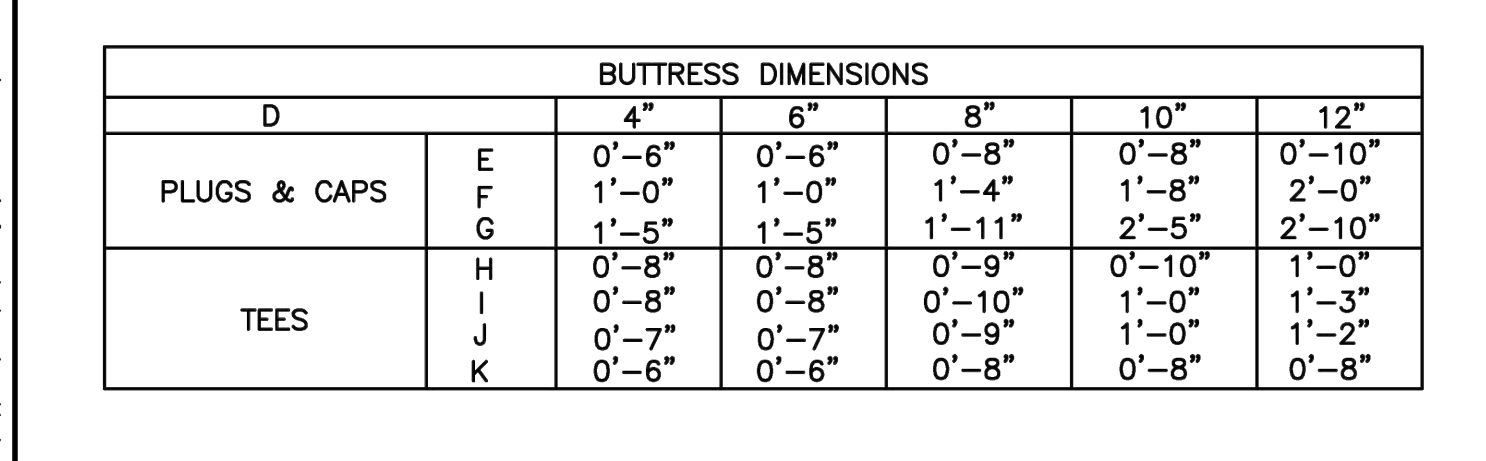 BUTTRESS DIMENSIONS
D 4” 6” 8” 10” 12”
PLUGS & CAPS
E 0’–6” 0’–6” 0’–8” 0’–8” 0’–10”
F 1’–0” 1’–0” 1’–4” 1’–8” 2’–0”
G 1’–5” 1’–5” 1’–11” 2’–5” 2’–10”
TEES
H 0’–8” 0’–8” 0’–9” 0’–10” 1’–0”
I 0’–8” 0’–8” 0’–10” 1’–0” 1’–3”
J 0’–7” 0’–7” 0’–9” 1’–0” 1’–2”
K 0’–6” 0’–6” 0’–8” 0’–8” 0’–8”